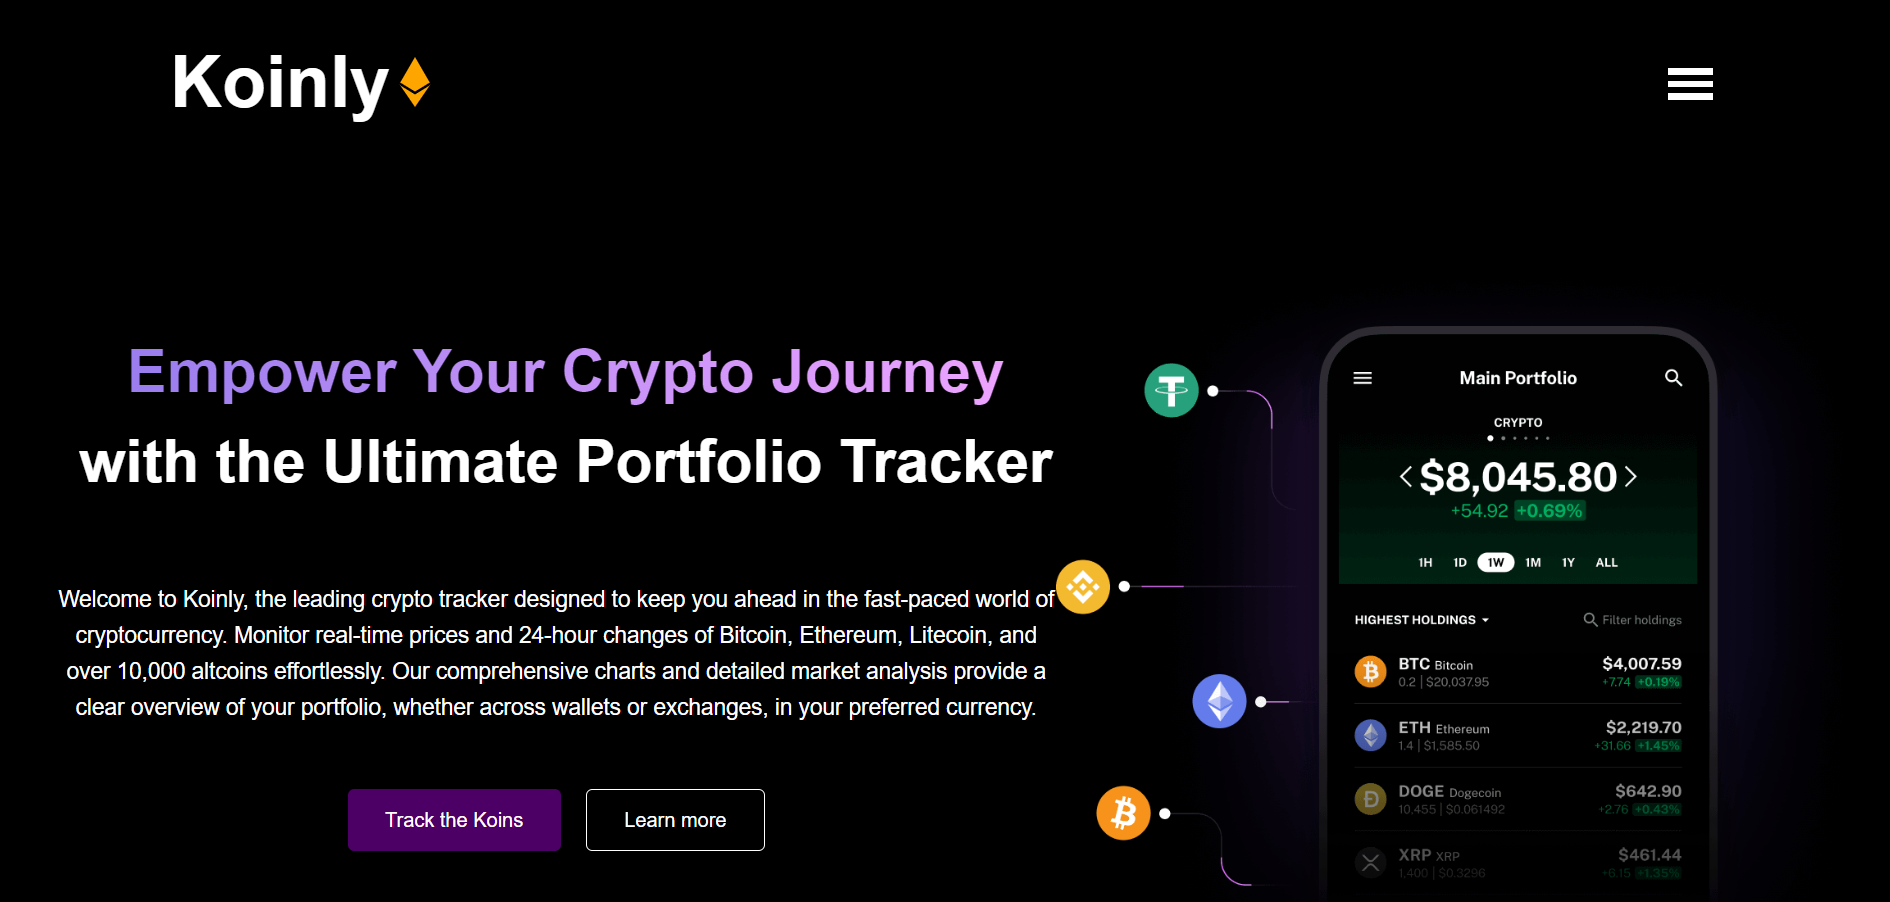 Koinly
Empower Your Crypto Journey
with the Ultimate Portfolio Tracker
Welcome to Koinly, the leading crypto tracker designed to keep you ahead in the fast-paced world of
cryptocurrency. Monitor real-time prices and 24-hour changes of Bitcoin, Ethereum, Litecoin, and
over 10,000 altcoins effortlessly. Our comprehensive charts and detailed market analysis provide a
clear overview of your portfolio, whether across wallets or exchanges, in your preferred currency.
Track the Koins
Learn more
Main Portfolio
CRYPTO
$8,045.80
+54.92 +0.69%
1H 1D 1W 1M 1Y ALL
HIGHEST HOLDINGS Filter holdings
BTC Bitcoin $4,007.59
0.2 | $20,037.95 +7.74 +0.19%
ETH Ethereum $2,219.70
1.4 | $1,585.50 +31.66 +1.45%
DOGE Dogecoin $642.90
10,455 | $0.061492 +2.76 +0.43%
XRP XRP $461.44
1,400 | $0.3296 +6.15 +1.35%